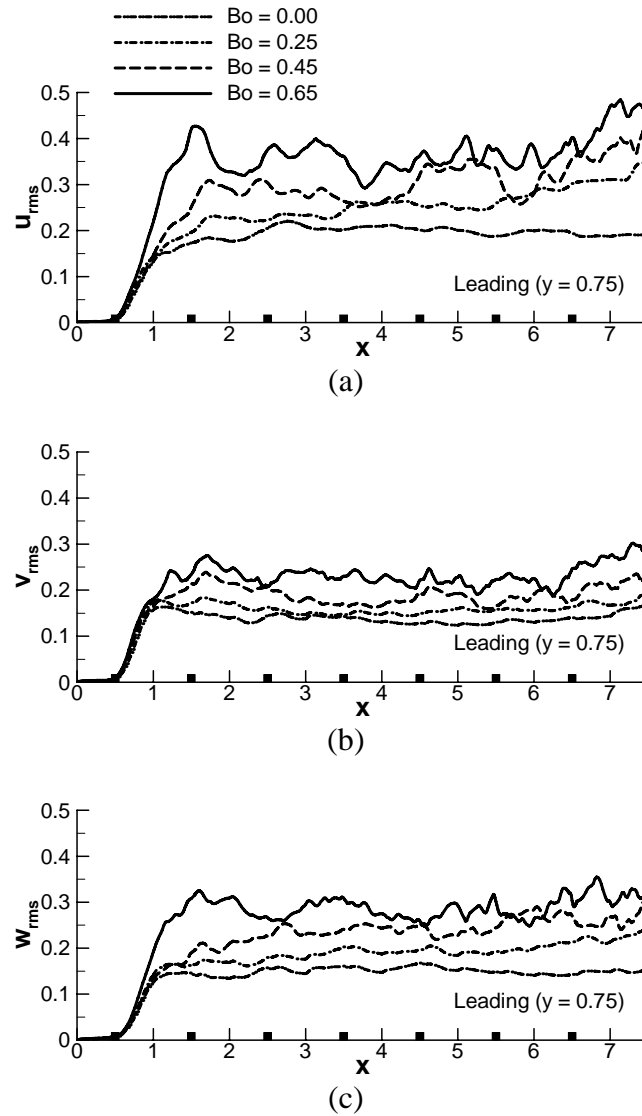 Bo = 0.00
Bo = 0.25
Bo = 0.45
Bo = 0.65
0.5
0.4
0.3
0.2
0.1
0
u_rms
Leading (y = 0.75)
0 1 2 3 4 5 6 7
x
(a)
0.5
0.4
0.3
0.2
0.1
0
v_rms
Leading (y = 0.75)
0 1 2 3 4 5 6 7
x
(b)
0.5
0.4
0.3
0.2
0.1
0
w_rms
Leading (y = 0.75)
0 1 2 3 4 5 6 7
x
(c)